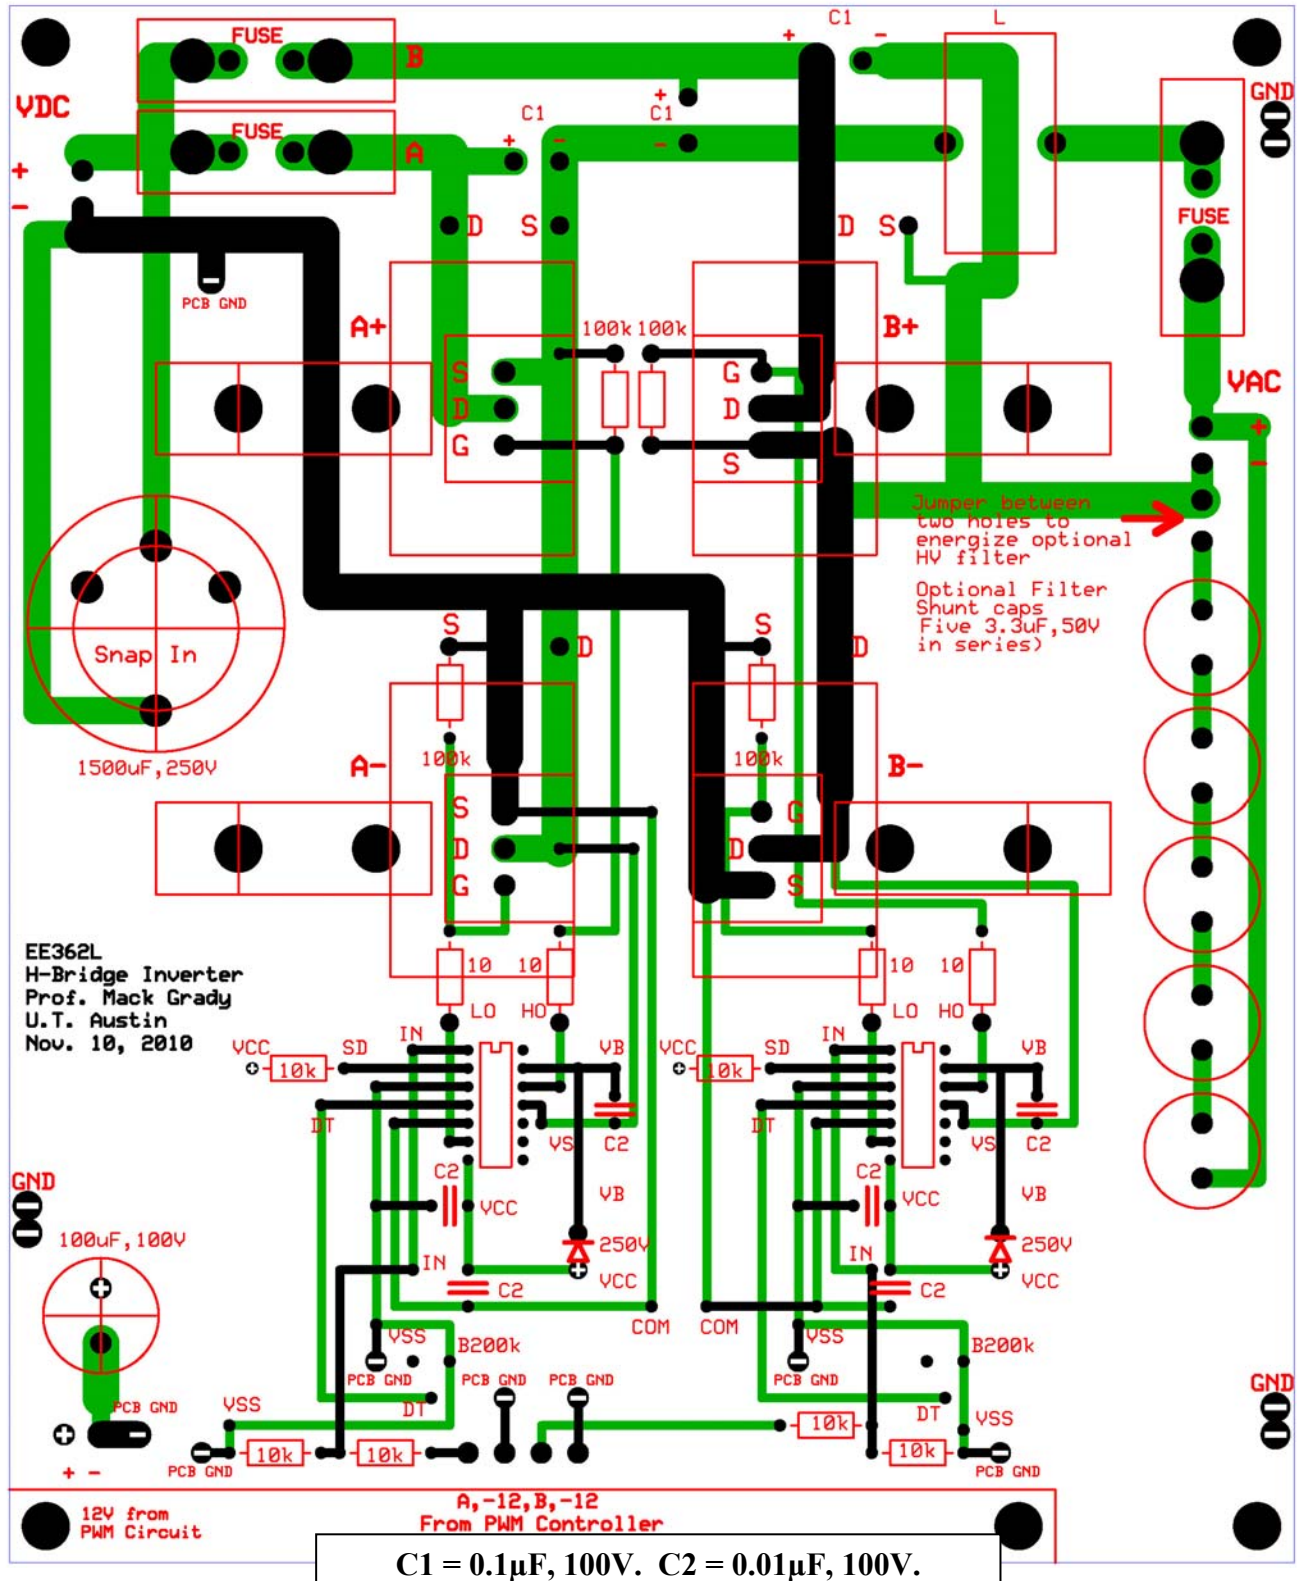 C1
L
FUSE
B
+
-
GND
VDC
+
C1
C1
FUSE
A
+
-
-
+
-
D
S
D
S
FUSE
PCB GND
A+
100k
100k
B+
S
G
VAC
D
D
G
S
+
-
Jumper between
two holes to
energize optional
HV filter
Optional Filter
Shunt caps
Five 3.3uF,50V
in series)
S
S
D
D
Snap In
1500uF,250V
A-
100k
100k
B-
S
G
D
D
G
S
EE362L
H-Bridge Inverter
Prof. Mack Grady
U.T. Austin
Nov. 10, 2010
10
10
10
10
LO
HO
LO
HO
IN
IN
VCC
10k
SD
VB
VCC
10k
SD
VB
DT
VS
C2
DT
VS
C2
C2
VCC
VB
C2
VCC
VB
GND
100uF,100V
IN
250V
VCC
IN
250V
VCC
C2
C2
COM
COM
VSS
B200k
VSS
B200k
PCB GND
PCB GND
PCB GND
PCB GND
GND
PCB GND
VSS
DT
DT
VSS
10k
10k
10k
10k
+ -
PCB GND
PCB GND
12V from
PWM Circuit
A,-12,B,-12
From PWM Controller
C1 = 0.1μF, 100V. C2 = 0.01μF, 100V.